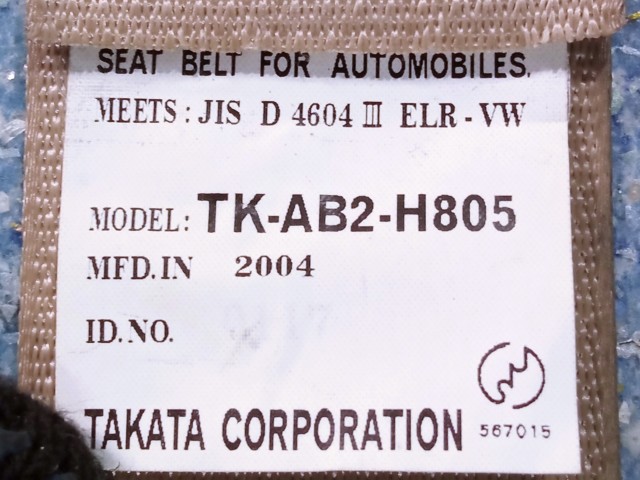 SEAT BELT FOR AUTOMOBILES.
MEETS: JIS D 4604 III ELR-VW
MODEL: TK-AB2-H805
MFD.IN 2004
ID.NO.
TAKATA CORPORATION
567015